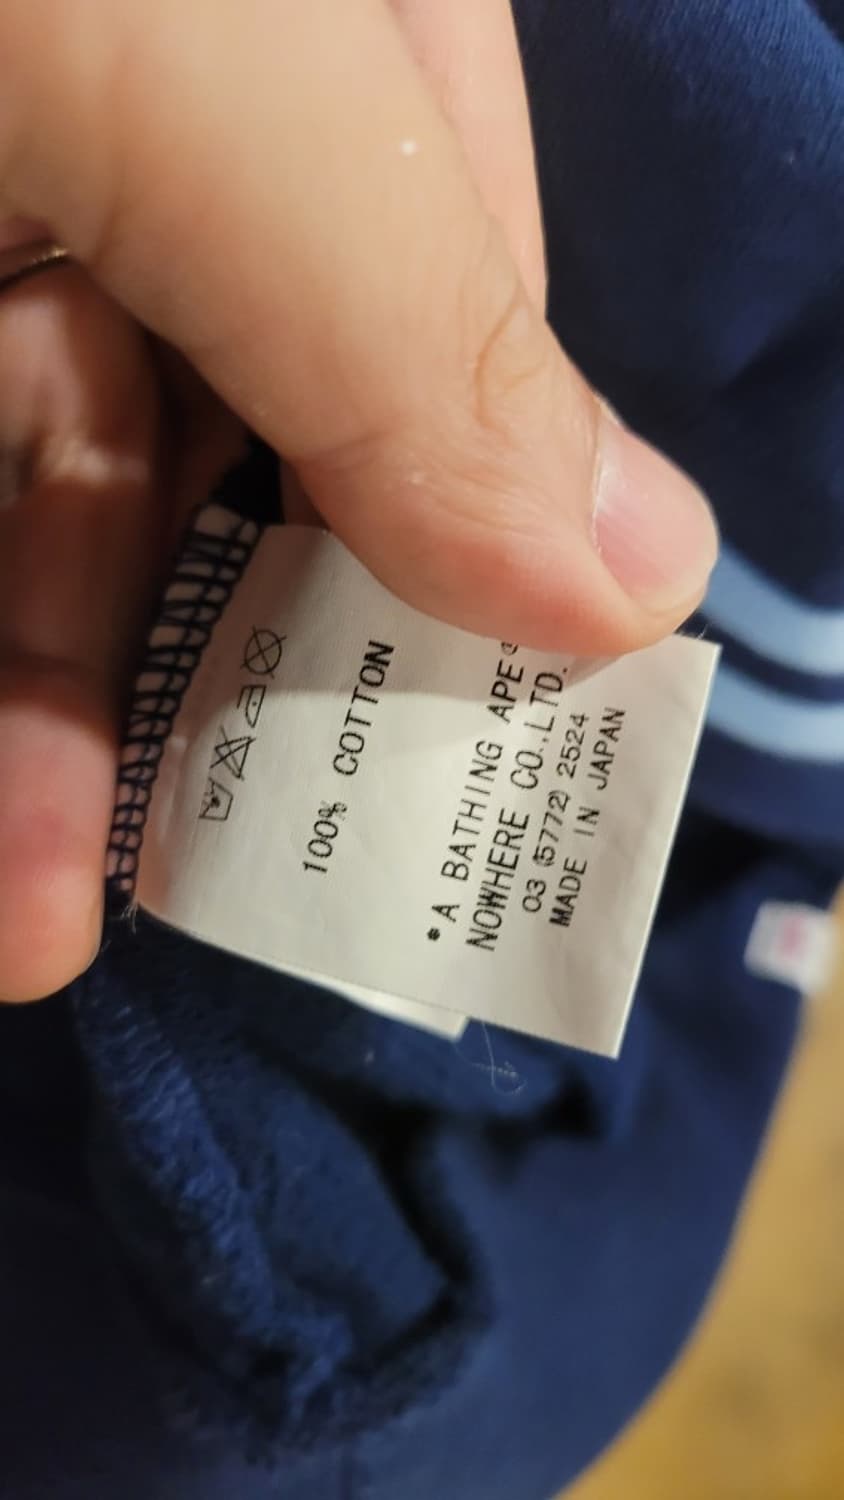 100% COTTON
*A BATHING APE
NOWHERE CO.,LTD.
03 (5772) 2524
MADE IN JAPAN